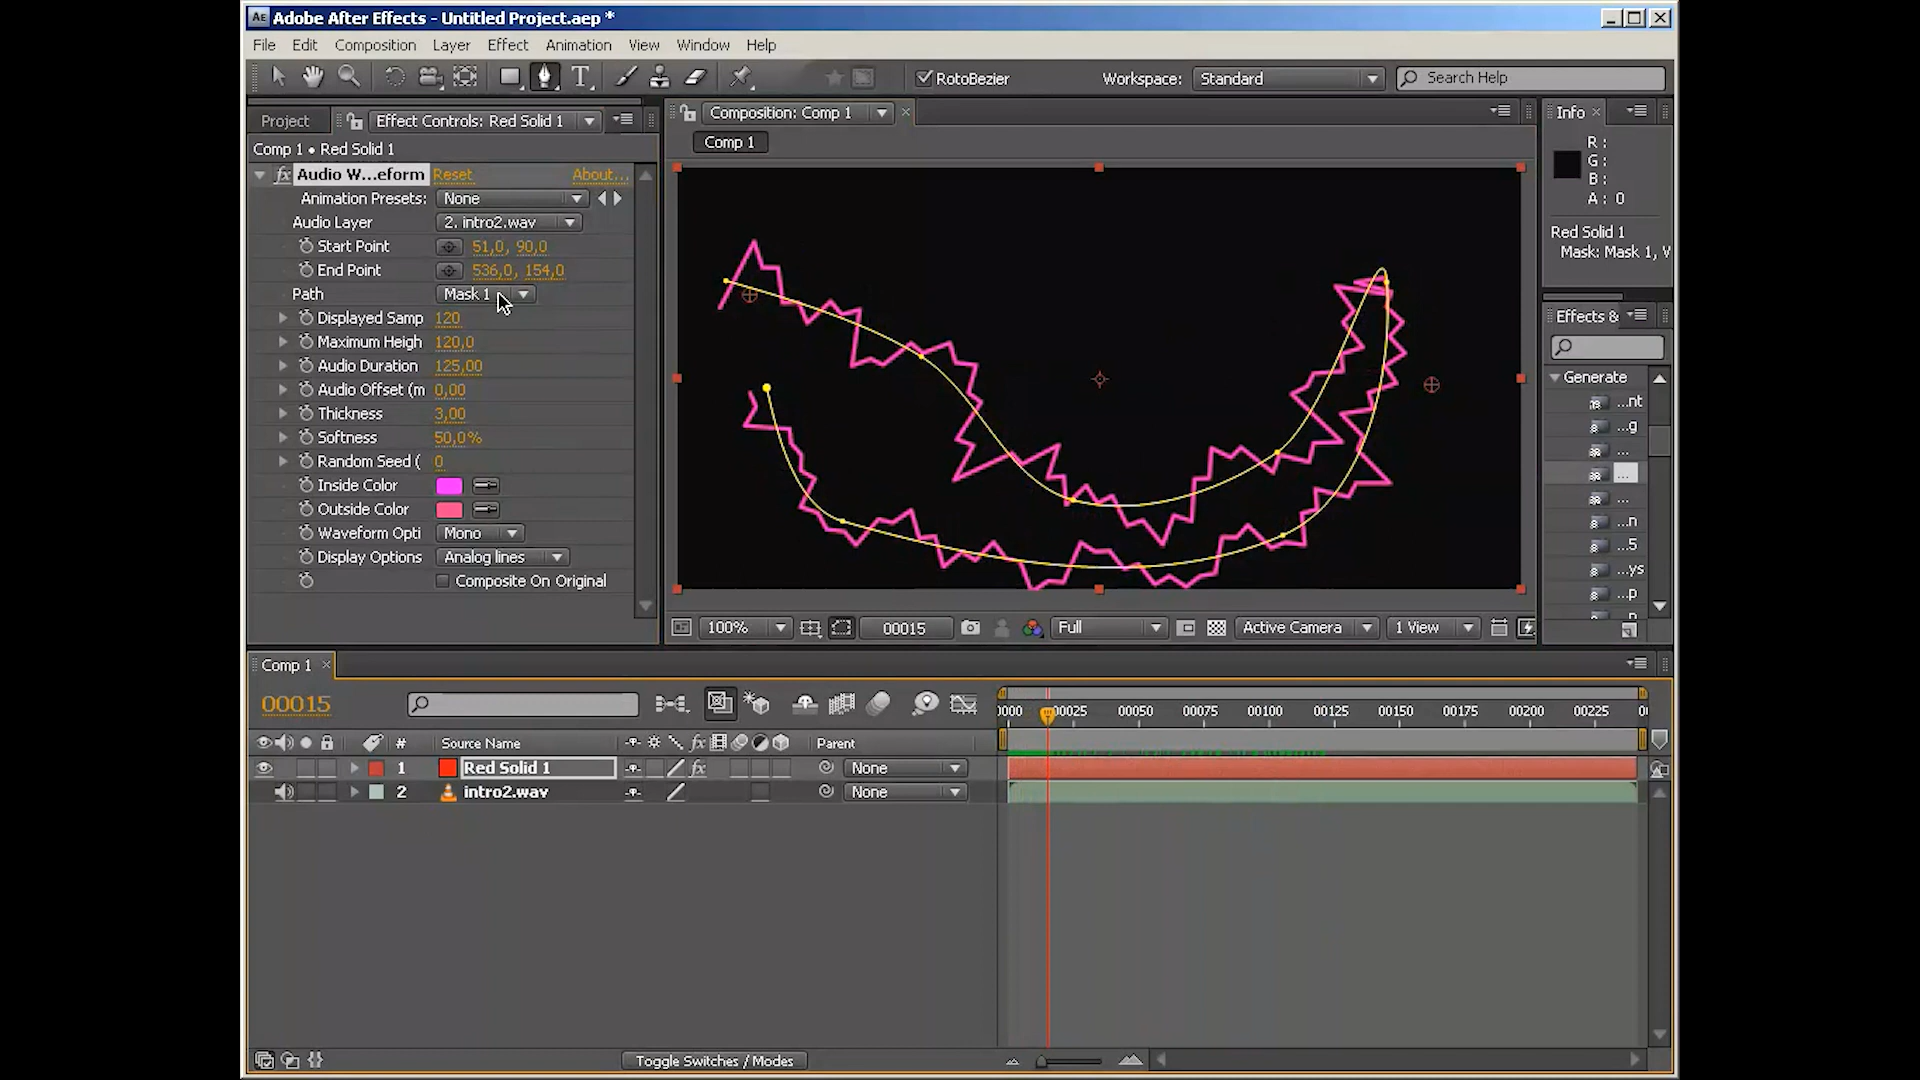 Adobe After Effects - Untitled Project.aep *
File Edit Composition Layer Effect Animation View Window Help
RotoBezier Workspace: Standard Search Help
Project Effect Controls: Red Solid 1
Comp 1 • Red Solid 1
Audio W...eform Reset About...
Animation Presets: None
Audio Layer 2. intro2.wav
Start Point 51,0, 90,0
End Point 536,0, 154,0
Path Mask 1
Displayed Samp 120
Maximum Heigh 120,0
Audio Duration 125,00
Audio Offset (m 0,00
Thickness 3,00
Softness 50,0%
Random Seed ( 0
Inside Color
Outside Color
Waveform Opti Mono
Display Options Analog lines
Composite On Original
Composition: Comp 1
Comp 1
100% 00015 Full Active Camera 1 View
Info
R :
G :
B :
A : 0
Red Solid 1
Mask: Mask 1, V
Effects &
Generate
...nt
...g
...
...
...
...n
...5
...ys
...p
Comp 1
00015
0000 00025 00050 00075 00100 00125 00150 00175 00200 00225
# Source Name Parent
1 Red Solid 1 None
2 intro2.wav None
Toggle Switches / Modes